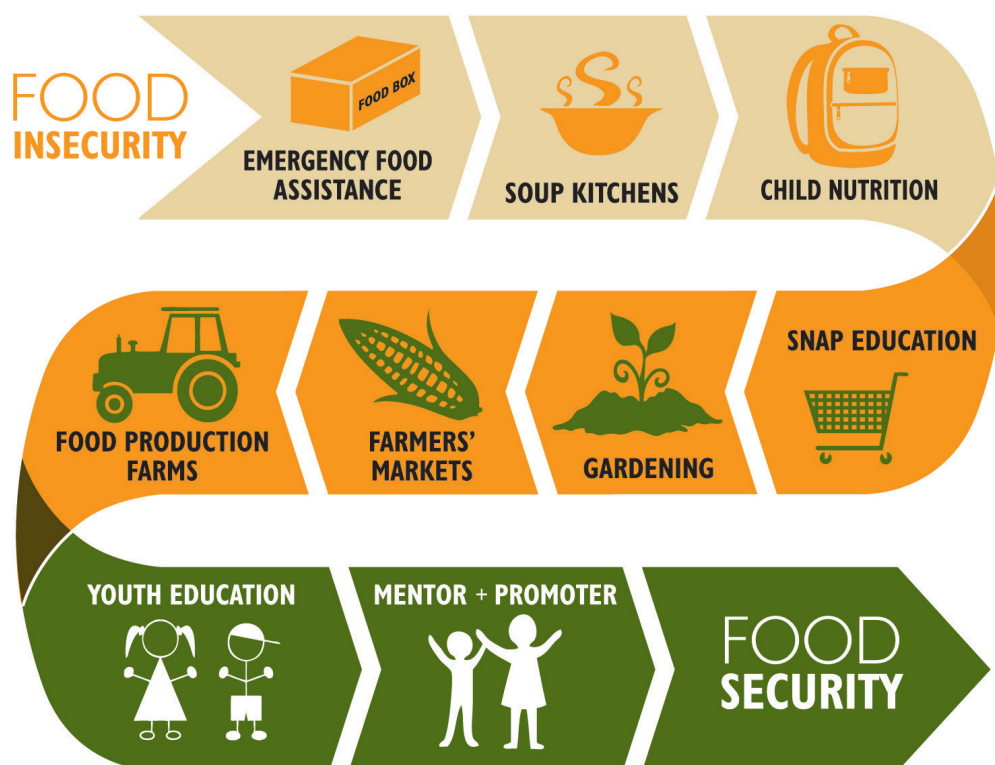 FOOD
INSECURITY
FOOD BOX
EMERGENCY FOOD
ASSISTANCE
SOUP KITCHENS
CHILD NUTRITION
SNAP EDUCATION
GARDENING
FARMERS'
MARKETS
FOOD PRODUCTION
FARMS
YOUTH EDUCATION
MENTOR + PROMOTER
FOOD
SECURITY